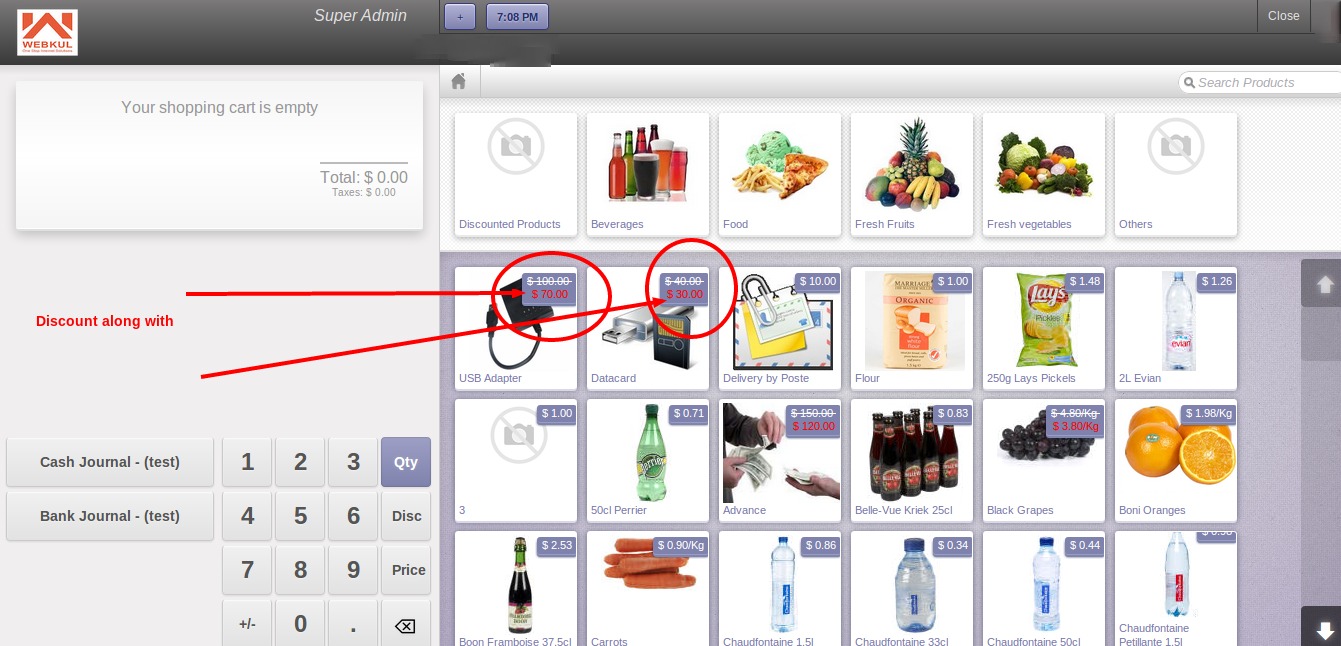 Super Admin
+
7:08 PM
Close
WEBKUL
Your shopping cart is empty
Total: $ 0.00
Taxes: $ 0.00
Search Products
Discounted Products
Beverages
Food
Fresh Fruits
Fresh vegetables
Others
Discount along with
$ 100.00
$ 70.00
USB Adapter
$ 40.00
$ 30.00
Datacard
$ 10.00
Delivery by Poste
$ 1.00
MARRIAGE'S
ORGANIC
Flour
$ 1.48
Lay's
Pickles
250g Lays Pickels
$ 1.26
evian
2L Evian
$ 1.00
3
$ 0.71
Perrier
50cl Perrier
$ 150.00
$ 120.00
Advance
$ 0.83
Belle-Vue Kriek 25cl
$ 4.80/Kg
$ 3.80/Kg
Black Grapes
$ 1.98/Kg
Boni Oranges
$ 2.53
Boon Framboise 37.5cl
$ 0.90/Kg
Carrots
$ 0.86
Chaudfontaine 1.5l
$ 0.34
Chaudfontaine 33cl
$ 0.44
Chaudfontaine 50cl
Chaudfontaine
Petillante 1.5l
Cash Journal - (test)
Bank Journal - (test)
1 2 3 Qty
4 5 6 Disc
7 8 9 Price
+/- 0 .